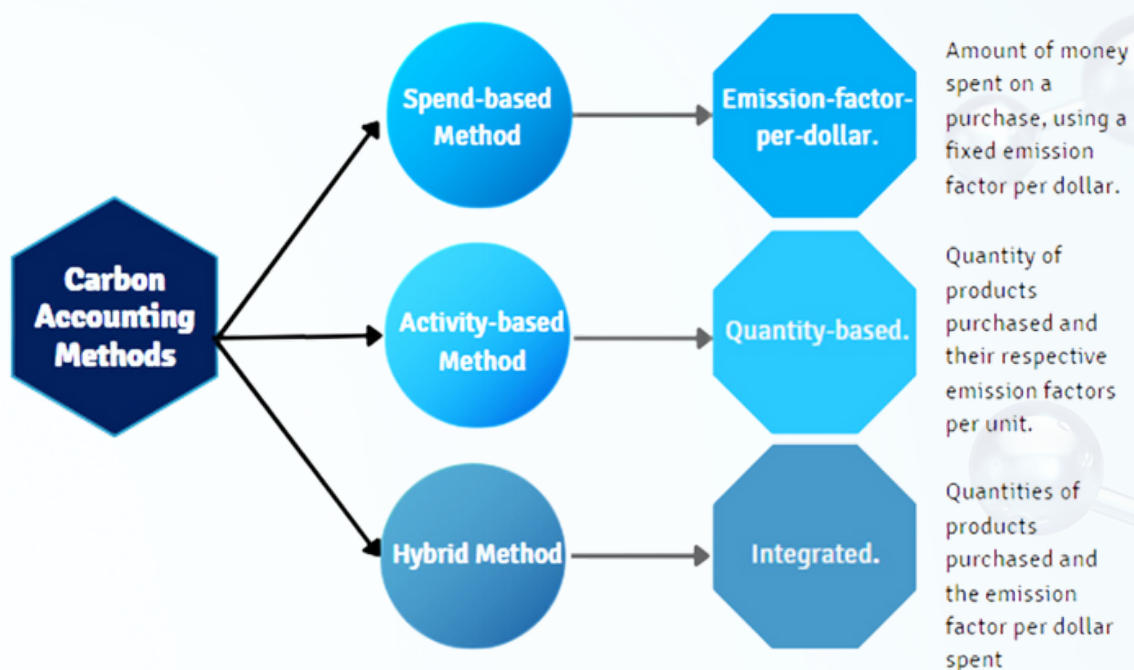 Carbon
Accounting
Methods
Spend-based
Method
Emission-factor-
per-dollar.
Amount of money
spent on a
purchase, using a
fixed emission
factor per dollar.
Activity-based
Method
Quantity-based.
Quantity of
products
purchased and
their respective
emission factors
per unit.
Hybrid Method
Integrated.
Quantities of
products
purchased and
the emission
factor per dollar
spent